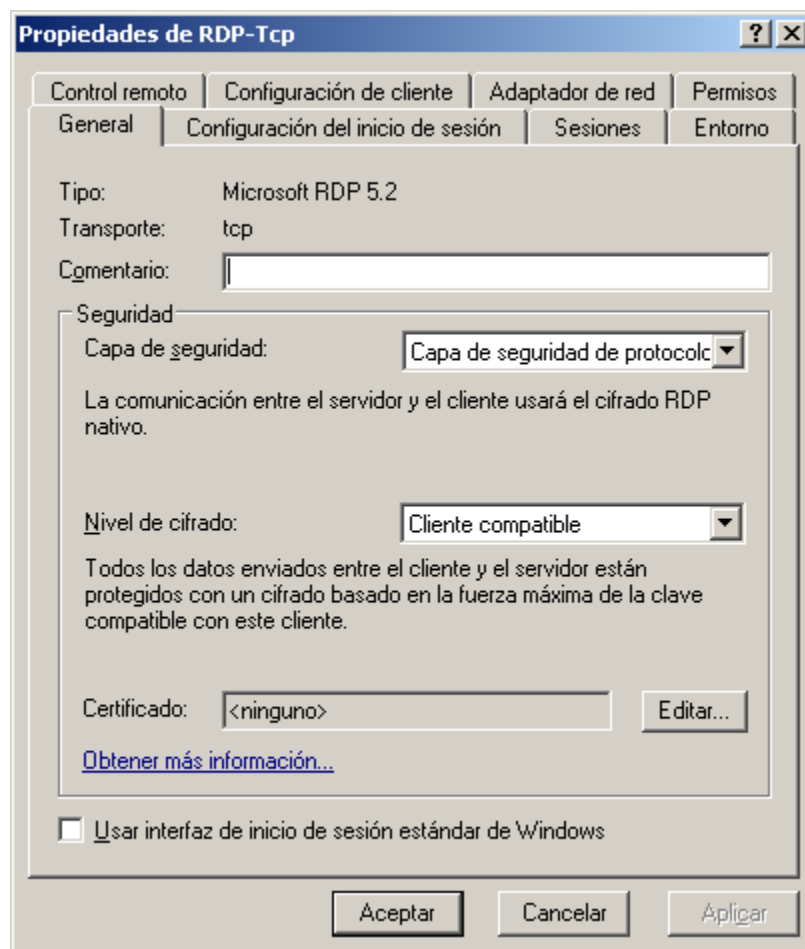 Propiedades de RDP-Tcp
Control remoto
Configuración de cliente
Adaptador de red
Permisos
General
Configuración del inicio de sesión
Sesiones
Entorno
Tipo: Microsoft RDP 5.2
Transporte: tcp
Comentario:
Seguridad
Capa de seguridad: Capa de seguridad de protocolo
La comunicación entre el servidor y el cliente usará el cifrado RDP
nativo.
Nivel de cifrado: Cliente compatible
Todos los datos enviados entre el cliente y el servidor están
protegidos con un cifrado basado en la fuerza máxima de la clave
compatible con este cliente.
Certificado: <ninguno> Editar...
Obtener más información...
Usar interfaz de inicio de sesión estándar de Windows
Aceptar Cancelar Aplicar